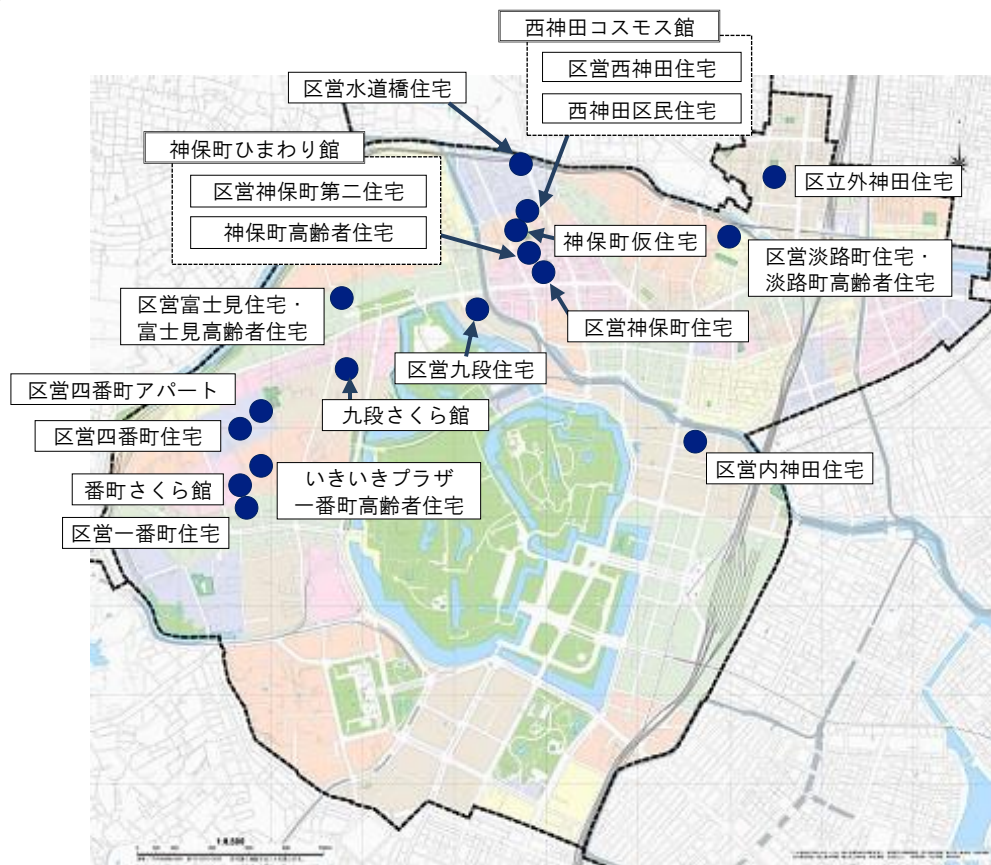 西神田コスモス館
区営西神田住宅
西神田区民住宅
区営水道橋住宅
神保町ひまわり館
区営神保町第二住宅
神保町高齢者住宅
神保町仮住宅
区立外神田住宅
区営淡路町住宅・
淡路町高齢者住宅
区営富士見住宅・
富士見高齢者住宅
区営神保町住宅
区営九段住宅
区営四番町アパート
九段さくら館
区営四番町住宅
区営内神田住宅
いきいきプラザ
一番町高齢者住宅
番町さくら館
区営一番町住宅